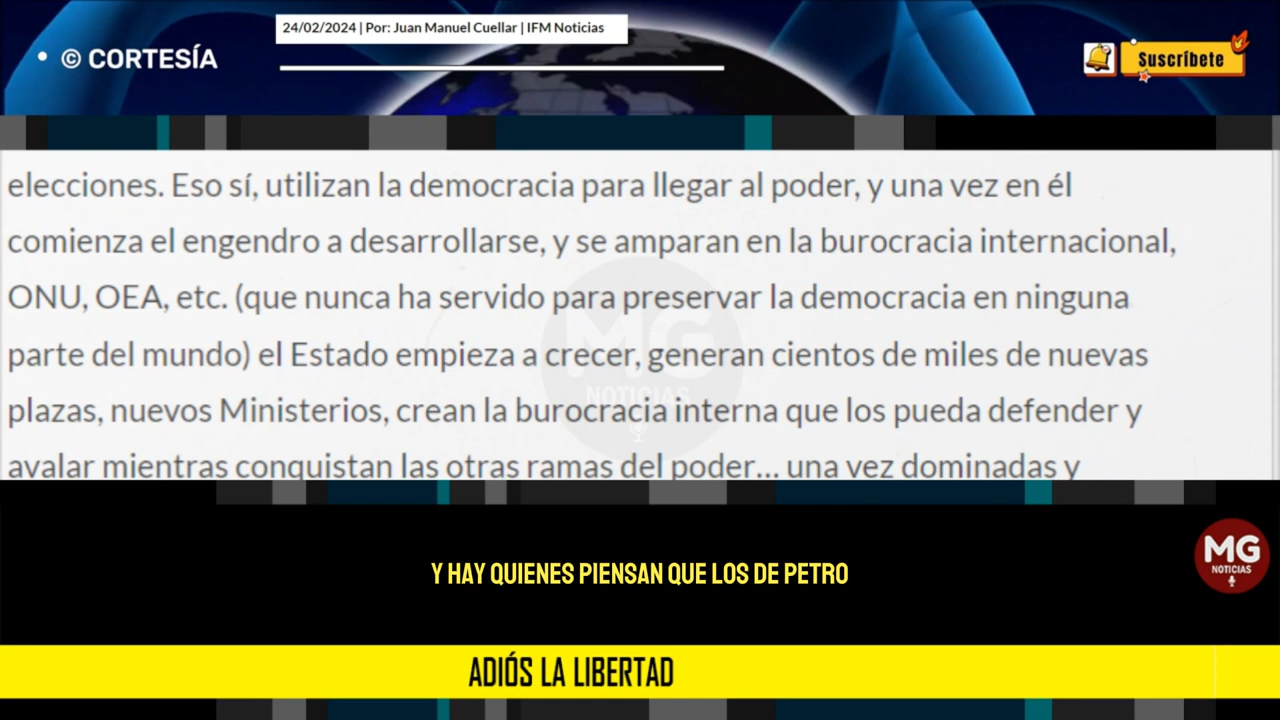 24/02/2024 | Por: Juan Manuel Cuellar | IFM Noticias
• © CORTESÍA
Suscríbete
elecciones. Eso sí, utilizan la democracia para llegar al poder, y una vez en él
comienza el engendro a desarrollarse, y se amparan en la burocracia internacional,
ONU, OEA, etc. (que nunca ha servido para preservar la democracia en ninguna
parte del mundo) el Estado empieza a crecer, generan cientos de miles de nuevas
plazas, nuevos Ministerios, crean la burocracia interna que los pueda defender y
avalar mientras conquistan las otras ramas del poder... una vez dominadas y
MG
NOTICIAS
Y HAY QUIENES PIENSAN QUE LOS DE PETRO
MG
NOTICIAS
ADIÓS LA LIBERTAD